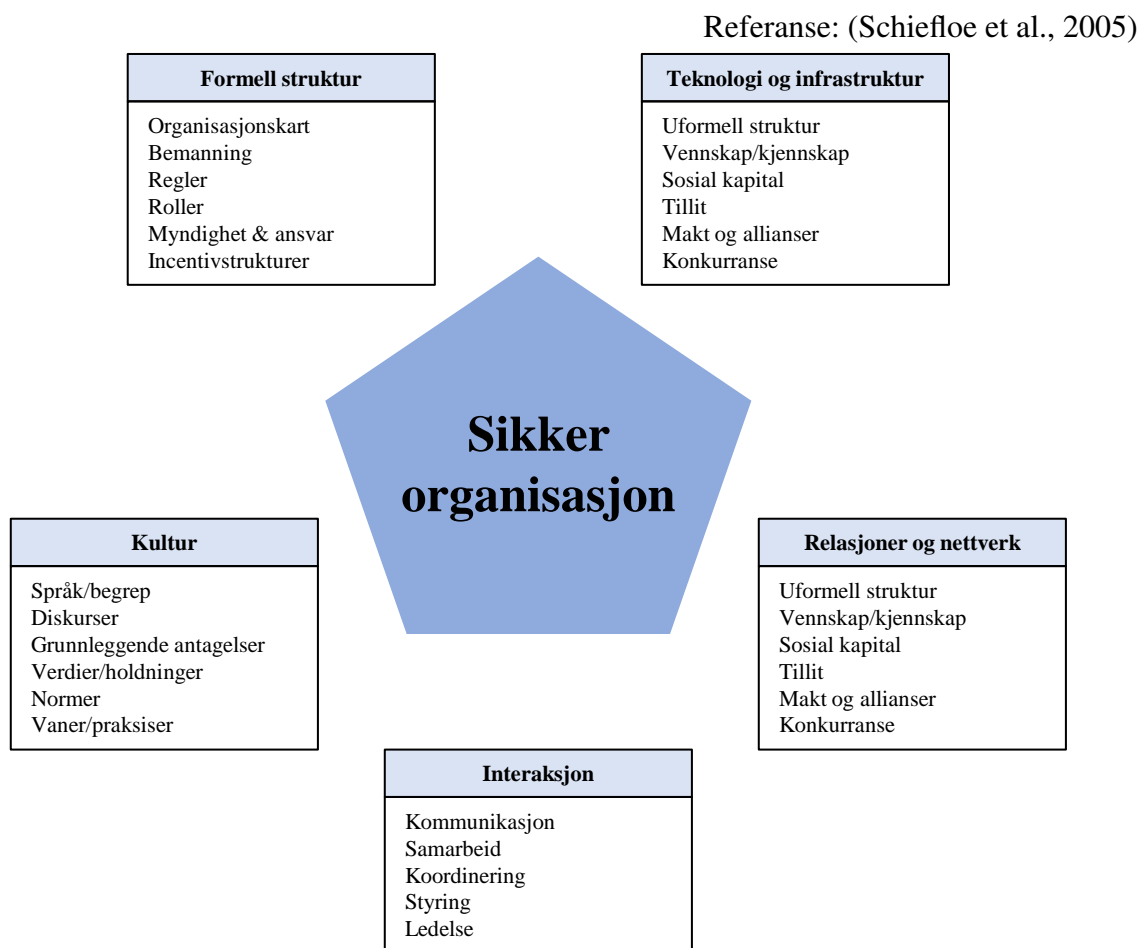 Referanse: (Schiefloe et al., 2005)
Formell struktur
Organisasjonskart
Bemanning
Regler
Roller
Myndighet & ansvar
Incentivstrukturer
Teknologi og infrastruktur
Uformell struktur
Vennskap/kjennskap
Sosial kapital
Tillit
Makt og allianser
Konkurranse
Sikker
organisasjon
Kultur
Språk/begrep
Diskurser
Grunnleggende antagelser
Verdier/holdninger
Normer
Vaner/praksiser
Relasjoner og nettverk
Uformell struktur
Vennskap/kjennskap
Sosial kapital
Tillit
Makt og allianser
Konkurranse
Interaksjon
Kommunikasjon
Samarbeid
Koordinering
Styring
Ledelse